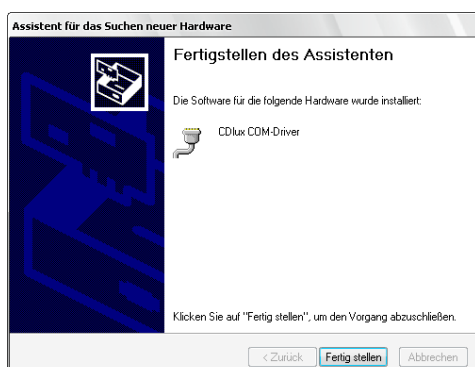 Assistent für das Suchen neuer Hardware
Fertigstellen des Assistenten
Die Software für die folgende Hardware wurde installiert:
CDlux COM-Driver
Klicken Sie auf "Fertig stellen", um den Vorgang abzuschließen.
< Zurück Fertig stellen Abbrechen